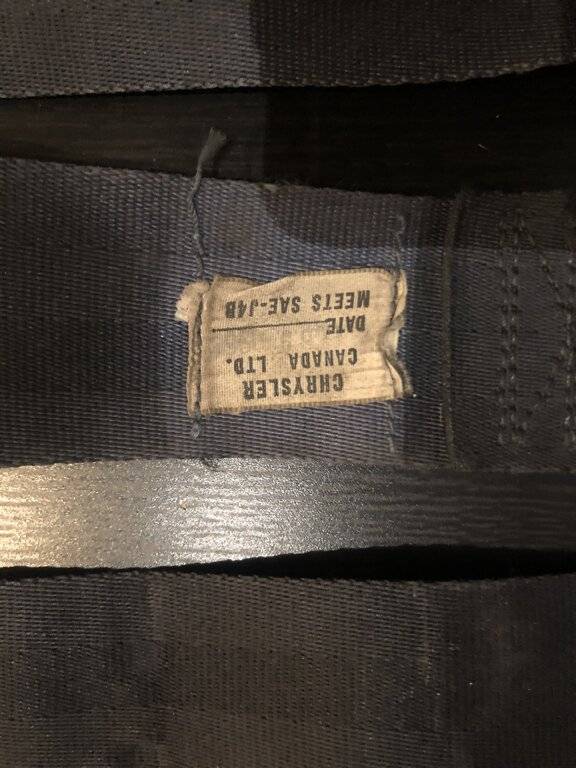 CHRYSLER
CANADA LTD.
DATE
MEETS SAE-J4B